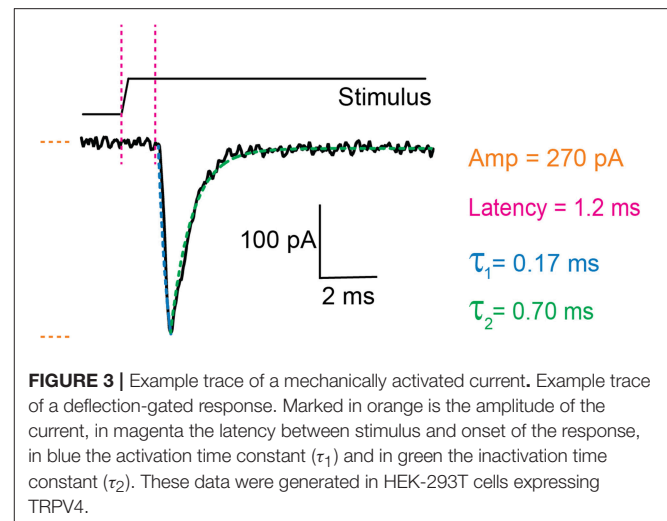 Stimulus
Amp = 270 pA
Latency = 1.2 ms
100 pA
τ1= 0.17 ms
2 ms
τ2= 0.70 ms
FIGURE 3 | Example trace of a mechanically activated current. Example trace
of a deflection-gated response. Marked in orange is the amplitude of the
current, in magenta the latency between stimulus and onset of the response,
in blue the activation time constant (τ1) and in green the inactivation time
constant (τ2). These data were generated in HEK-293T cells expressing
TRPV4.